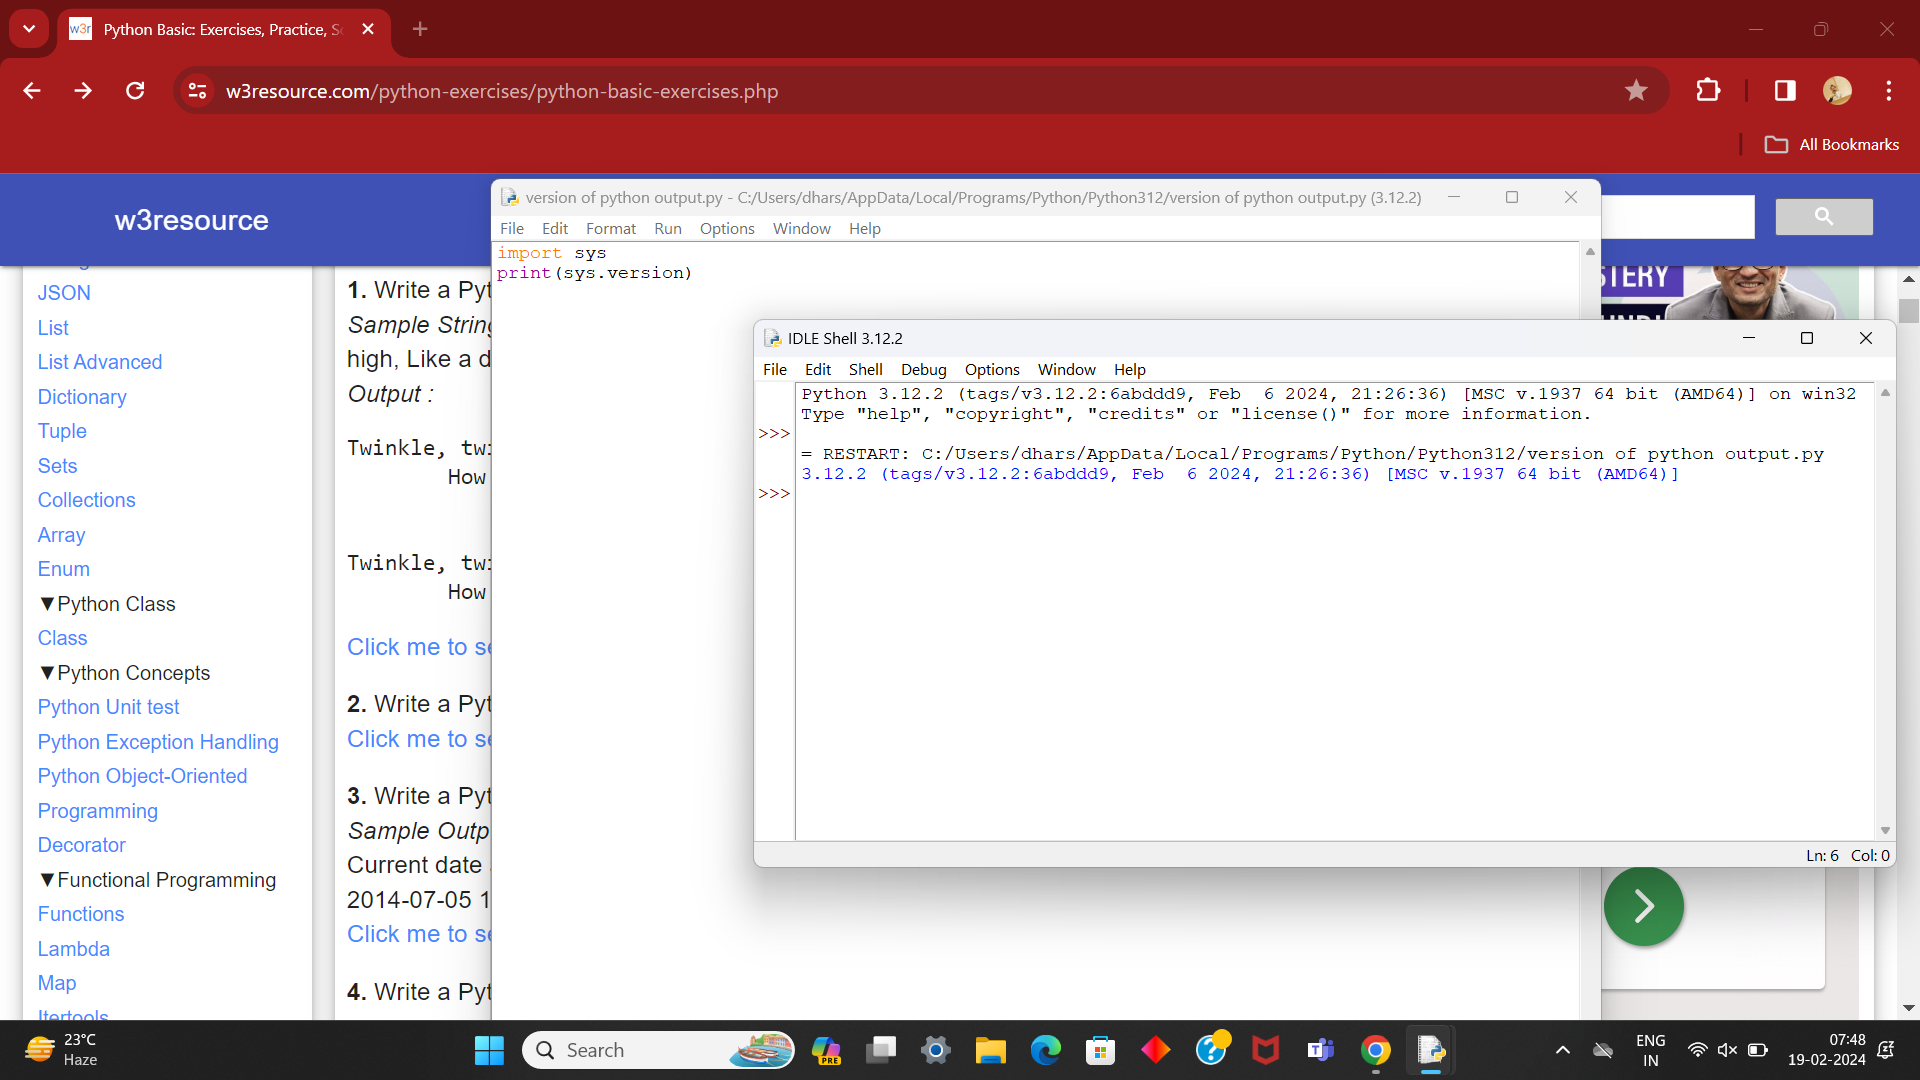 w3r Python Basic: Exercises, Practice, S
w3resource.com/python-exercises/python-basic-exercises.php
All Bookmarks
w3resource
JSON
List
List Advanced
Dictionary
Tuple
Sets
Collections
Array
Enum
▼Python Class
Class
▼Python Concepts
Python Unit test
Python Exception Handling
Python Object-Oriented
Programming
Decorator
▼Functional Programming
Functions
Lambda
Map
Itertools
1. Write a Pyt
Sample String
high, Like a d
Output :
Twinkle, twi
How
Twinkle, twi
How
Click me to se
2. Write a Pyt
Click me to se
3. Write a Pyt
Sample Outp
Current date
2014-07-05 1
Click me to se
4. Write a Pyt
version of python output.py - C:/Users/dhars/AppData/Local/Programs/Python/Python312/version of python output.py (3.12.2)
File Edit Format Run Options Window Help
import sys
print(sys.version)
STERY
IDLE Shell 3.12.2
File Edit Shell Debug Options Window Help
Python 3.12.2 (tags/v3.12.2:6abddd9, Feb  6 2024, 21:26:36) [MSC v.1937 64 bit (AMD64)] on win32
Type "help", "copyright", "credits" or "license()" for more information.
>>>
= RESTART: C:/Users/dhars/AppData/Local/Programs/Python/Python312/version of python output.py
3.12.2 (tags/v3.12.2:6abddd9, Feb  6 2024, 21:26:36) [MSC v.1937 64 bit (AMD64)]
>>>
Ln: 6 Col: 0
23°C
Haze
Search
PRE
ENG
IN
07:48
19-02-2024